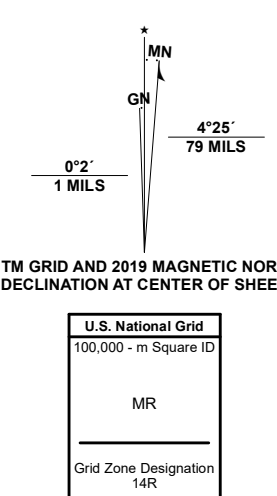 ★
MN
GN
4°25´
79 MILS
0°2´
1 MILS
TM GRID AND 2019 MAGNETIC NOR
DECLINATION AT CENTER OF SHEE
U.S. National Grid
100,000 - m Square ID
MR
Grid Zone Designation
14R